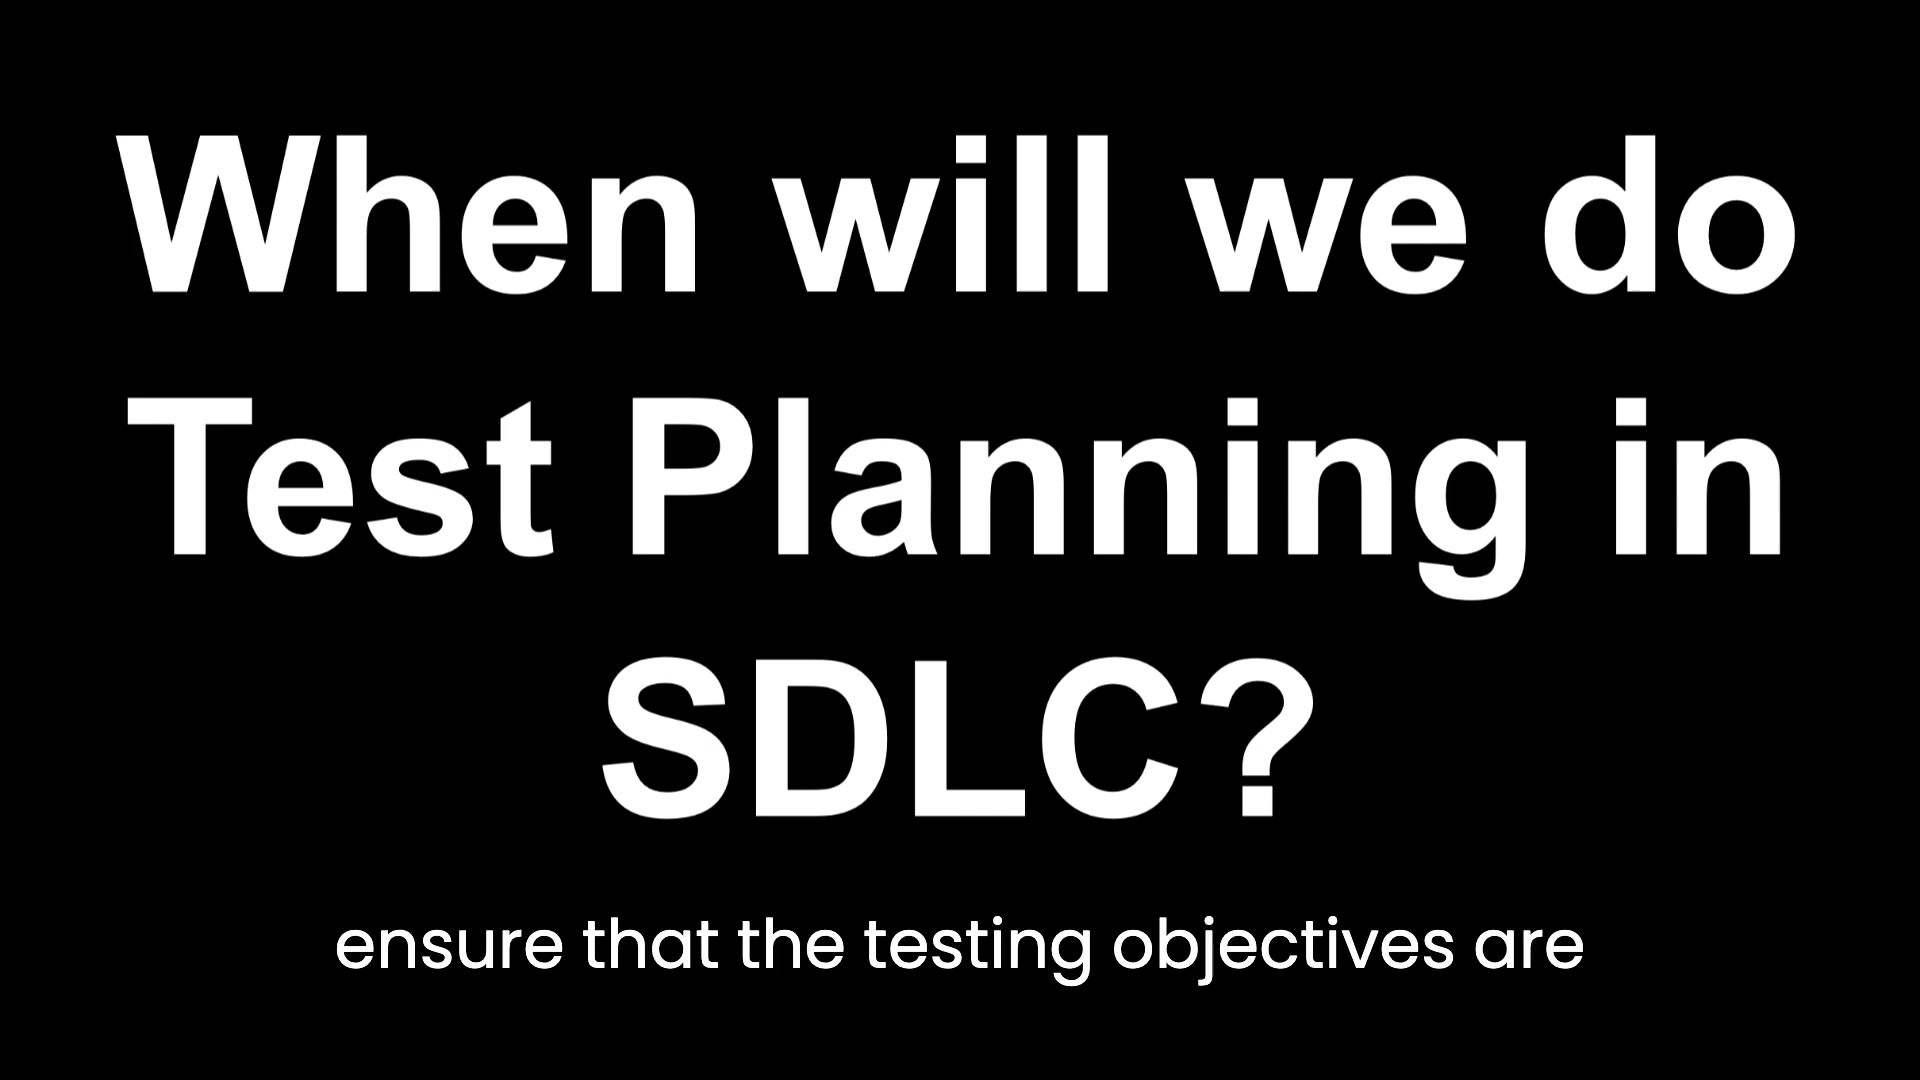 When will we do
Test Planning in
SDLC?
ensure that the testing objectives are